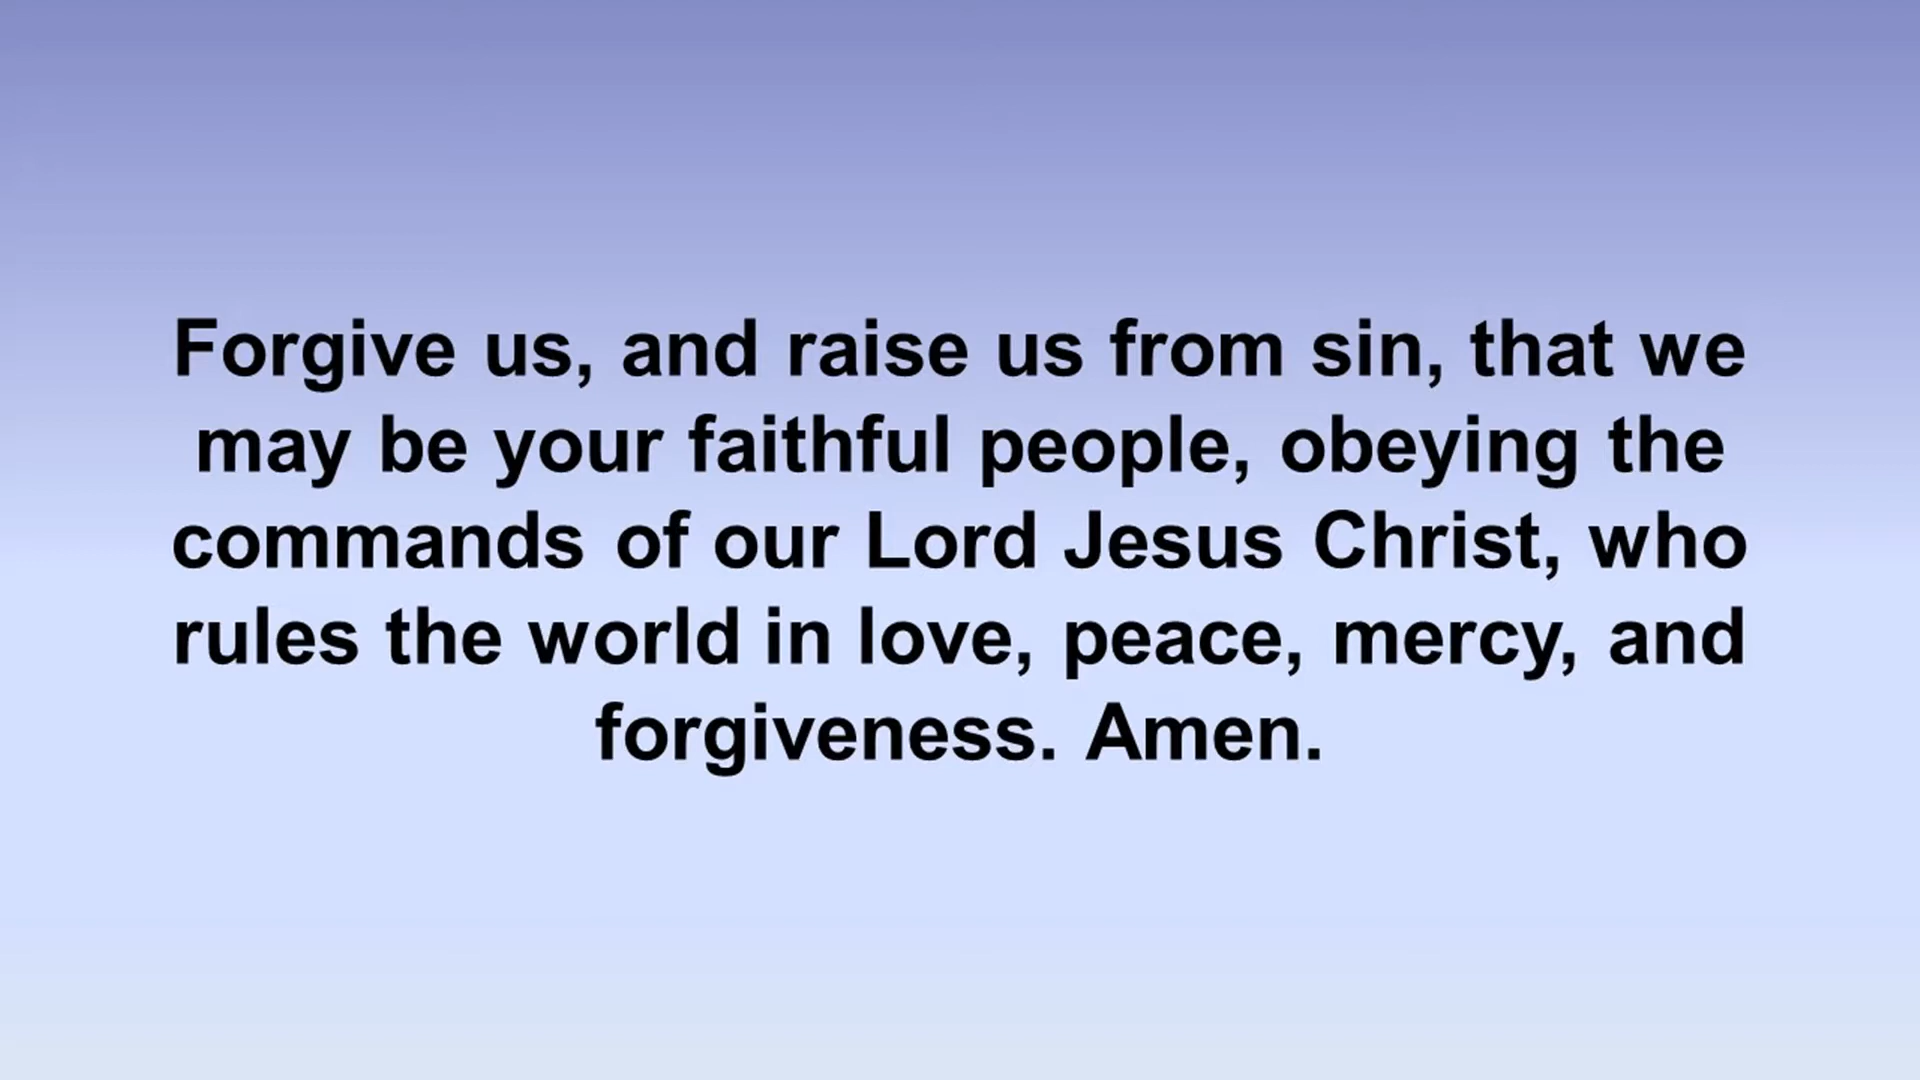 Forgive us, and raise us from sin, that we
may be your faithful people, obeying the
commands of our Lord Jesus Christ, who
rules the world in love, peace, mercy, and
forgiveness. Amen.